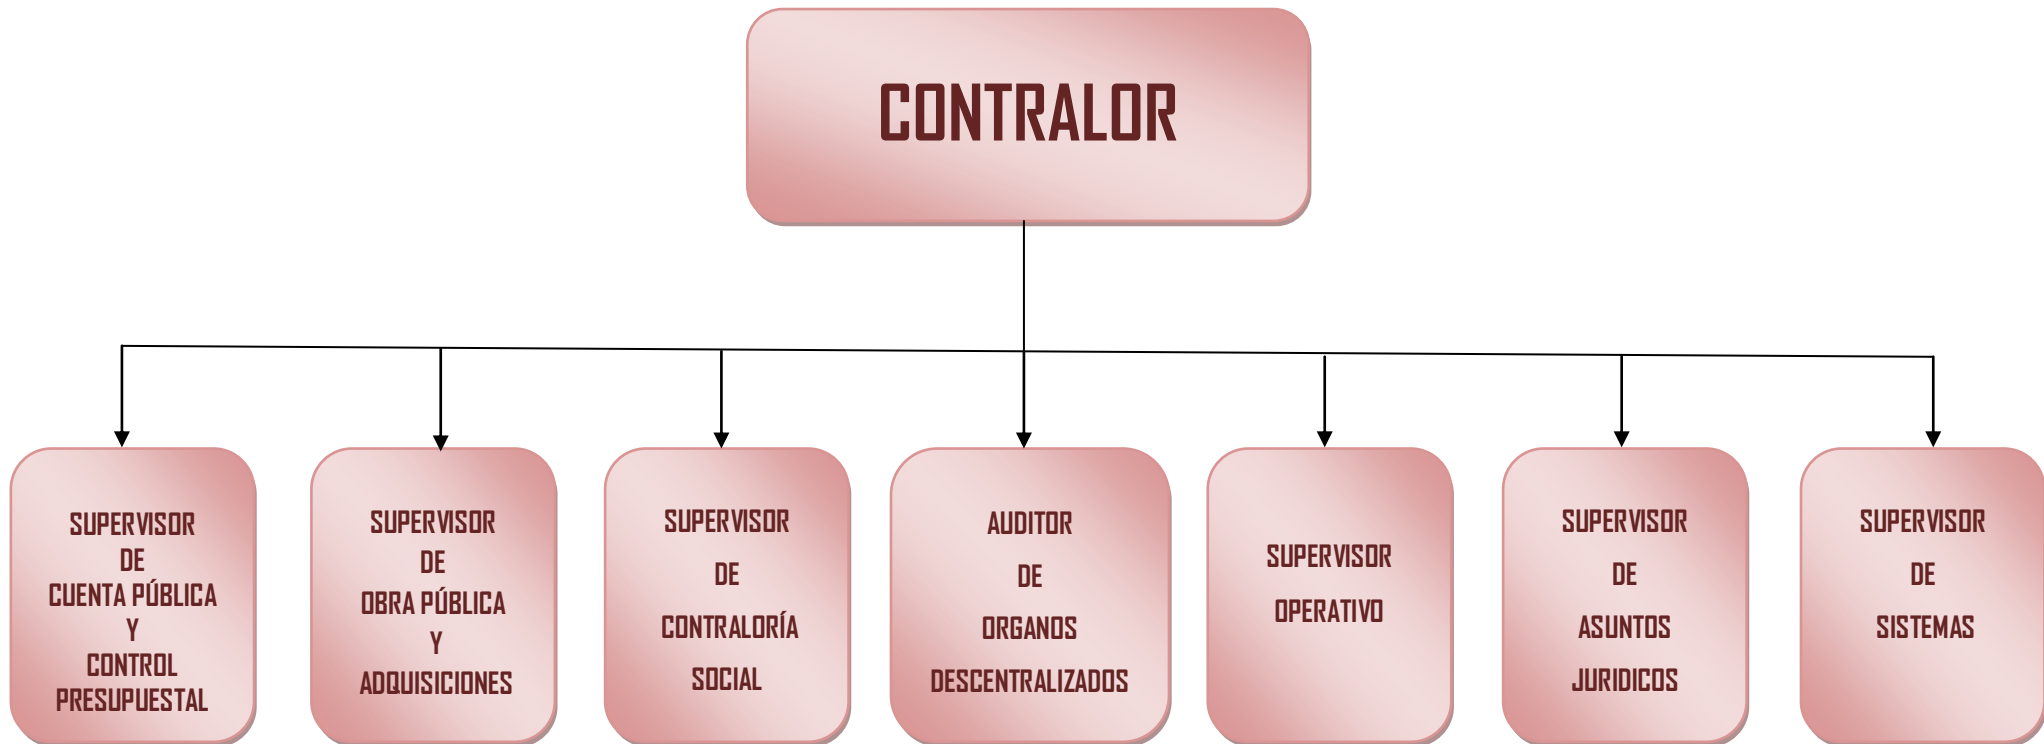 CONTRALOR
SUPERVISOR
DE
CUENTA PÚBLICA
Y
CONTROL
PRESUPUESTAL
SUPERVISOR
DE
OBRA PÚBLICA
Y
ADQUISICIONES
SUPERVISOR
DE
CONTRALORÍA
SOCIAL
AUDITOR
DE
ORGANOS
DESCENTRALIZADOS
SUPERVISOR
OPERATIVO
SUPERVISOR
DE
ASUNTOS
JURIDICOS
SUPERVISOR
DE
SISTEMAS